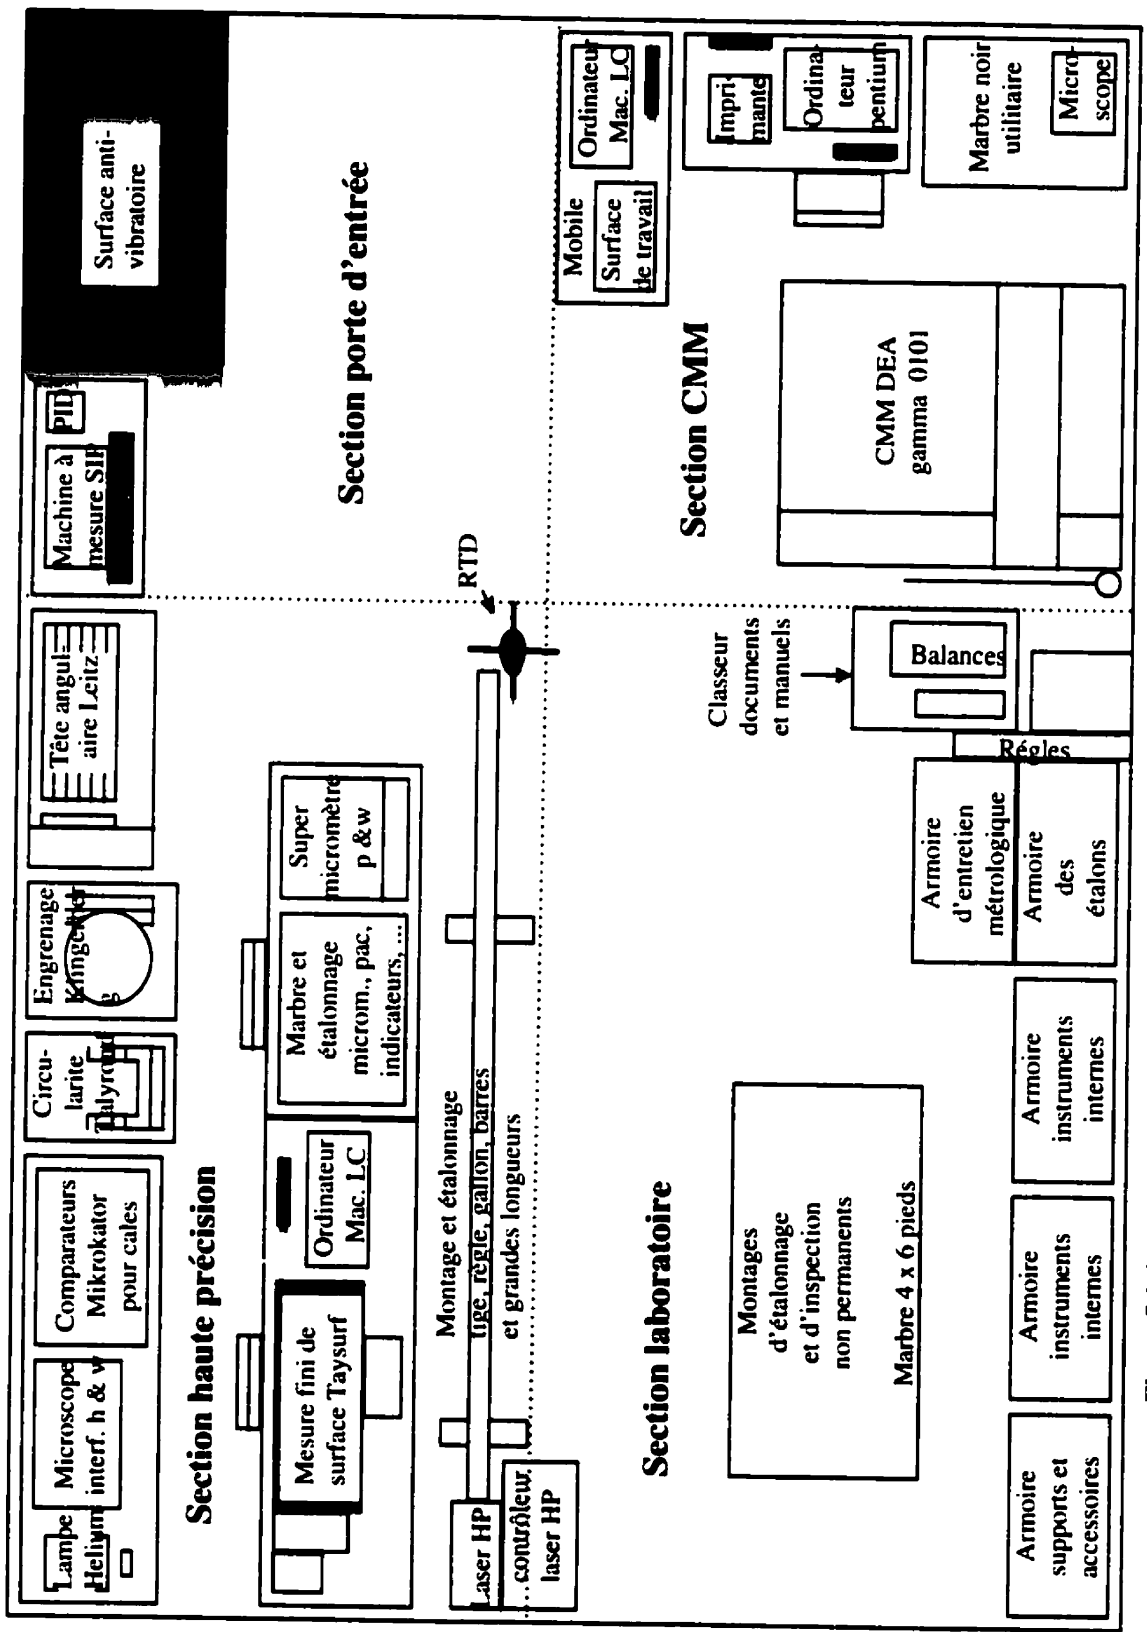 Lampe
Helium
Microscope
interf. h & w
Comparateurs
Mikrokator
pour cales
Circu-
larite
Talyrond
Engrenage
Tête angul-
aire Leitz
Machine à
mesure SIP
PID
Surface anti-
vibratoire
Section haute précision
Mesure fini de
surface Taysurf
Ordinateur
Mac. LC
Marbre et
étalonnage
microm., pac,
indicateurs, ...
Super
micromètre
p &w
Section porte d'entrée
Laser HP
contrôleur
laser HP
Montage et étalonnage
tige, règle, gallon, barres
et grandes longueurs
RTD
Section laboratoire
Montages
d'étalonnage
et d'inspection
non permanents
Marbre 4 x 6 pieds
Classeur
documents
et manuels
Balances
Régles
Armoire
d'entretien
métrologique
Armoire
des
étalons
Armoire
supports et
accessoires
Armoire
instruments
internes
Armoire
instruments
internes
Section CMM
CMM DEA
gamma 0101
Mobile
Surface
de travail
Ordinateur
Mac. LC
Impri-
mante
Ordina-
teur
pentium
Marbre noir
utilitaire
Micro-
scope